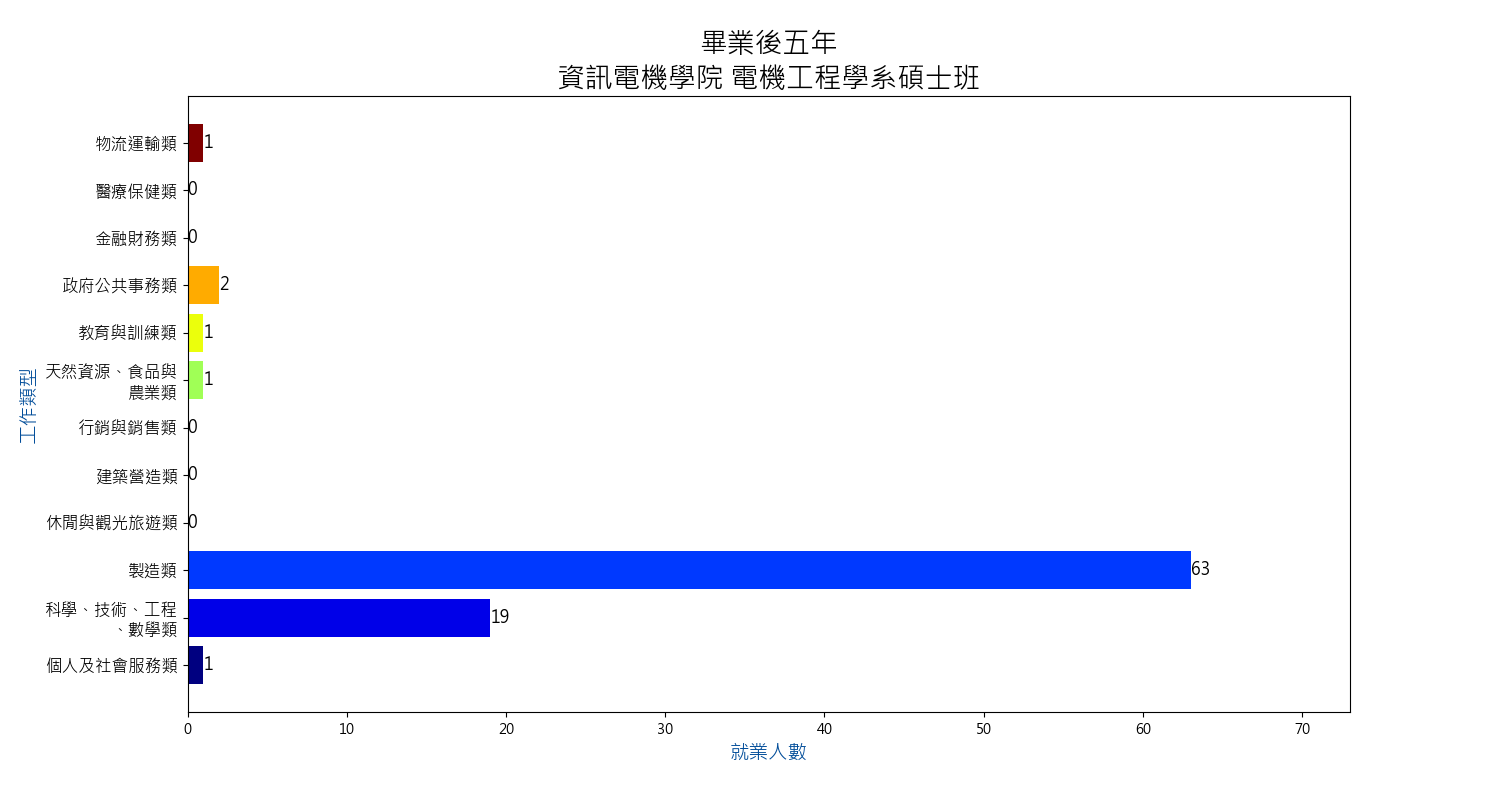 畢業後五年
資訊電機學院 電機工程學系碩士班
工作類型
物流運輸類
1
醫療保健類
0
金融財務類
0
政府公共事務類
2
教育與訓練類
1
天然資源、食品與
農業類
1
行銷與銷售類
0
建築營造類
0
休閒與觀光旅遊類
0
製造類
63
科學、技術、工程
、數學類
19
個人及社會服務類
1
0 10 20 30 40 50 60 70
就業人數